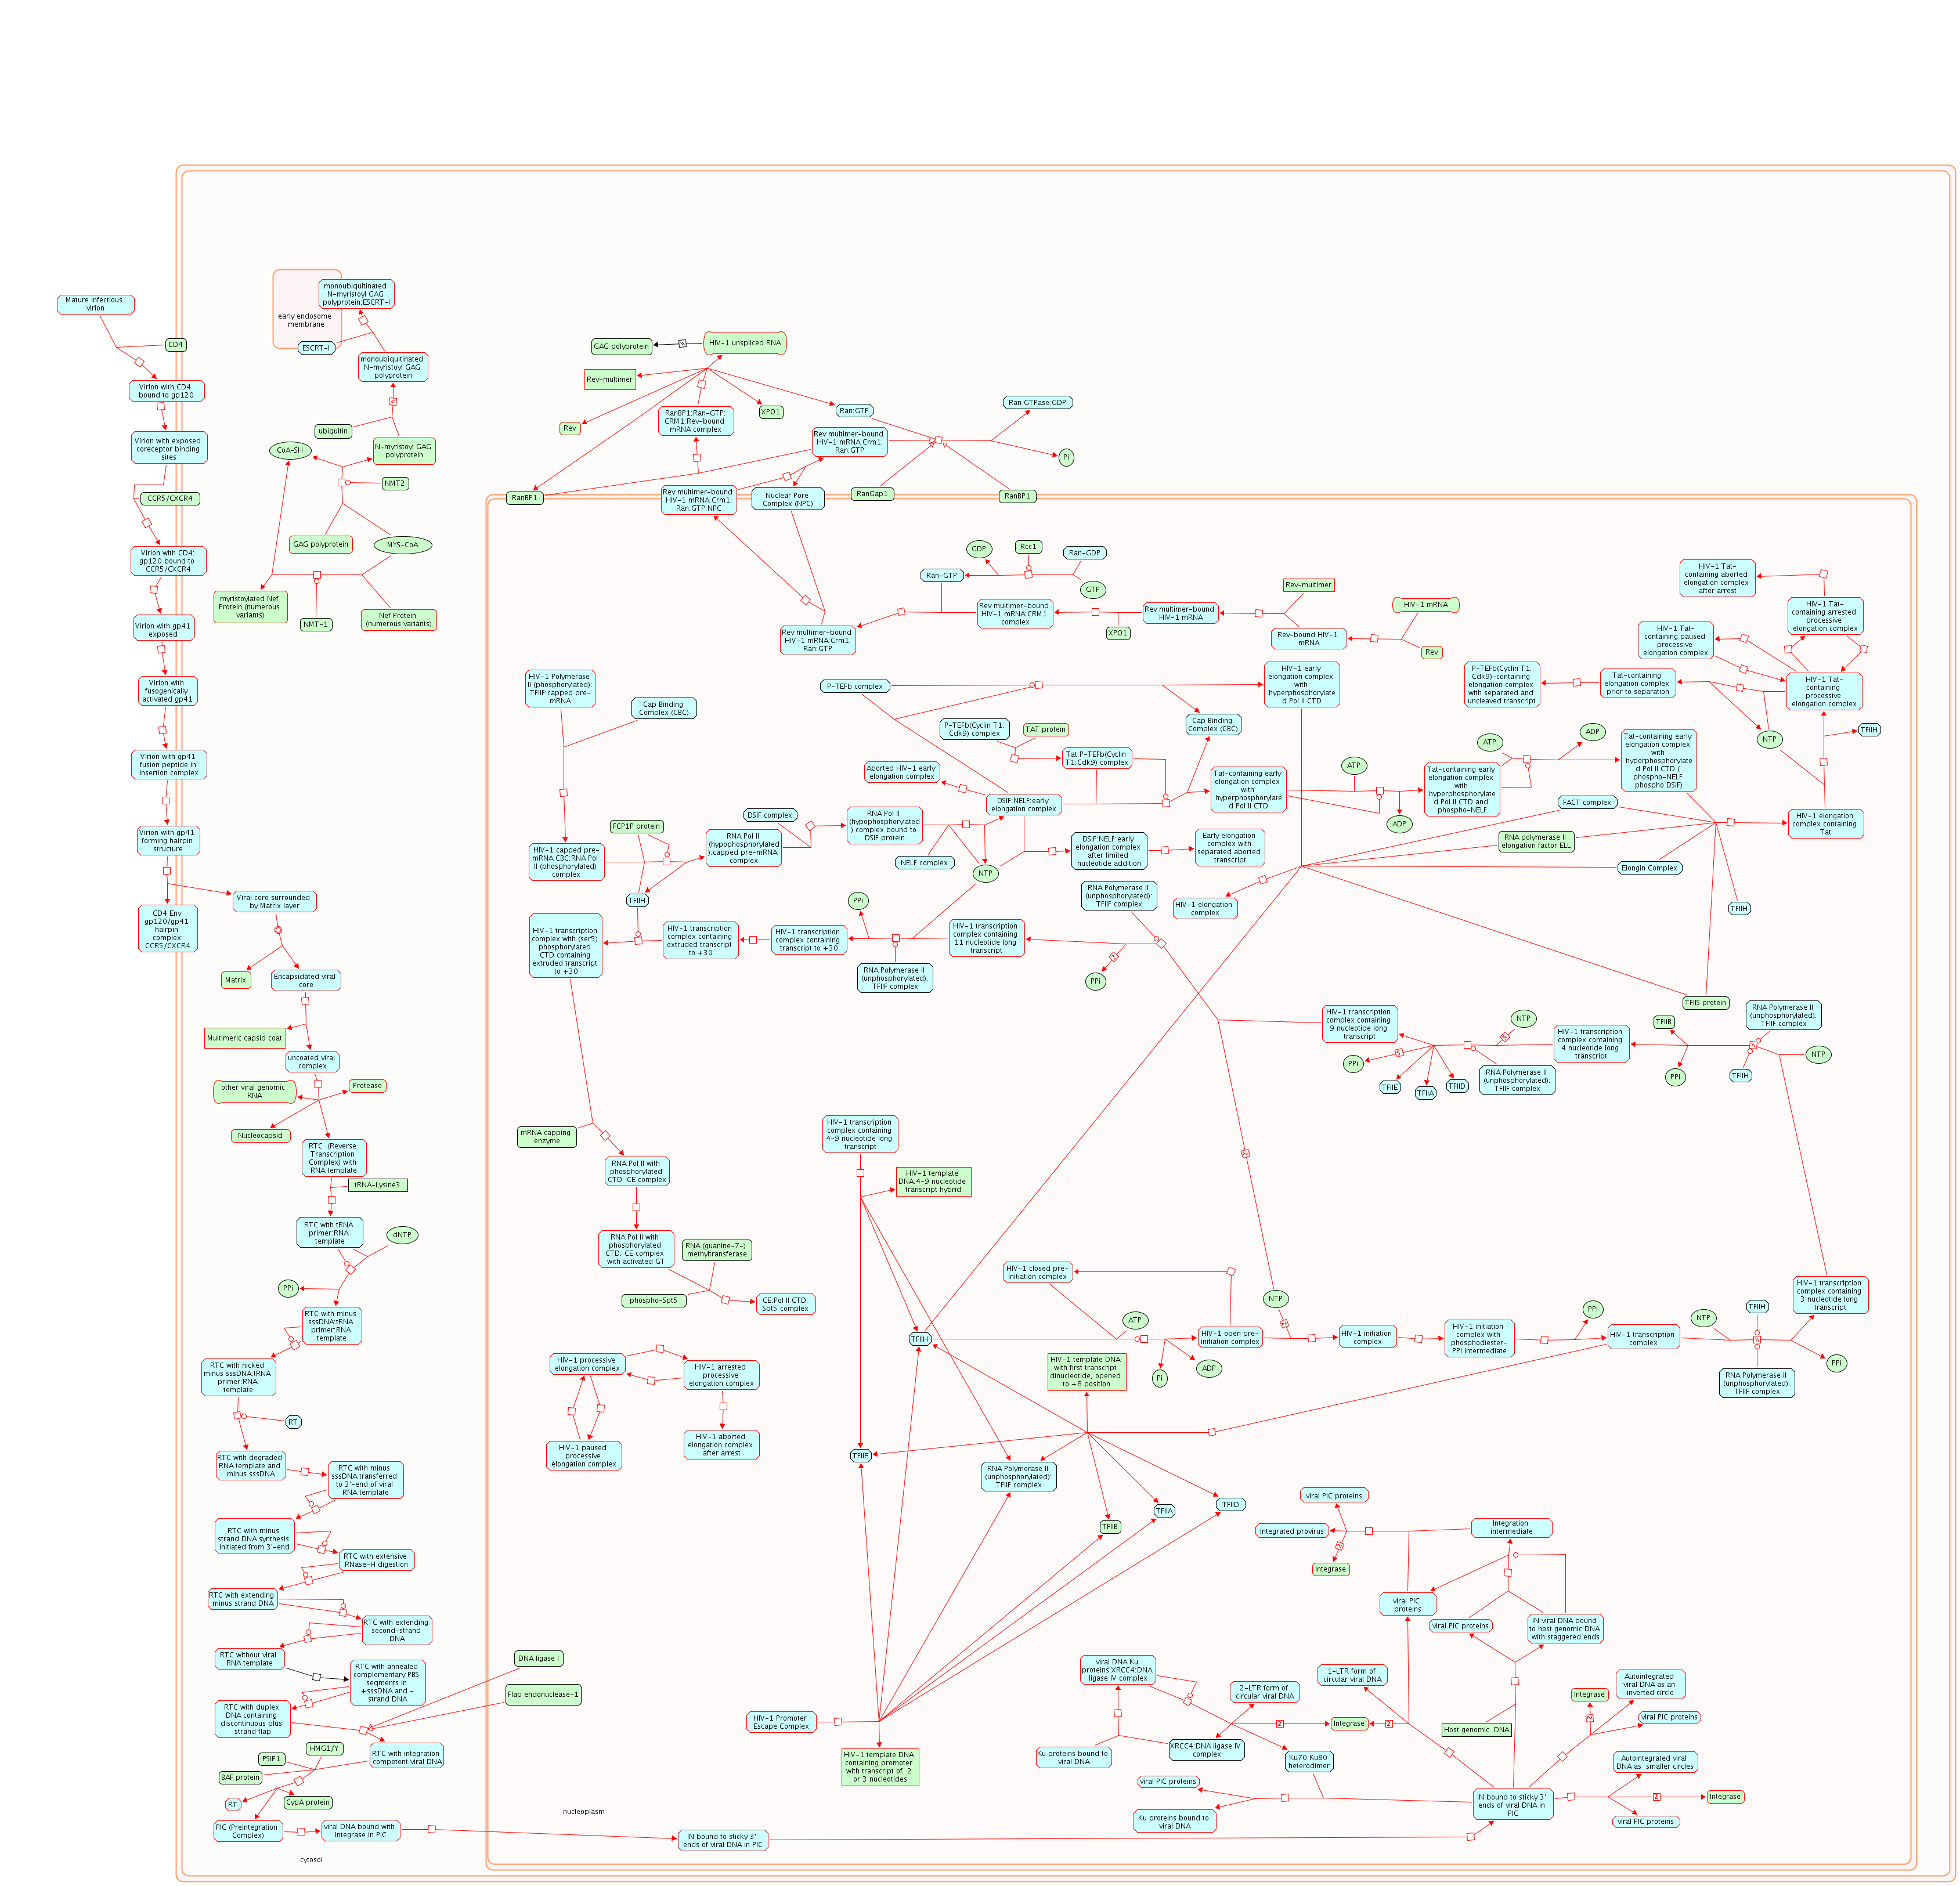 Mature infectious
virion
CD4
Virion with CD4
bound to gp120
Virion with exposed
coreceptor binding
sites
CCR5/CXCR4
Virion with CD4:
gp120 bound to
CCR5/CXCR4
Virion with gp41
exposed
Virion with
fusogenically
activated gp41
Virion with gp41
fusion peptide in
insertion complex
Virion with gp41
forming hairpin
structure
CD4:Env
gp120/gp41
hairpin
complex:
CCR5/CXCR4
Viral core surrounded
by Matrix layer
Matrix
Encapsidated viral
core
Multimeric capsid coat
uncoated viral
complex
other viral genomic
RNA
Protease
Nucleocapsid
RTC (Reverse
Transcription
Complex) with
RNA template
tRNA-Lysine3
RTC with tRNA
primer:RNA
template
dNTP
PPi
RTC with minus
sssDNA:tRNA
primer:RNA
template
RTC with nicked
minus sssDNA:tRNA
primer:RNA
template
RT
RTC with degraded
RNA template and
minus sssDNA
RTC with minus
sssDNA transferred
to 3'-end of viral
RNA template
RTC with minus
strand DNA synthesis
initiated from 3'-end
RTC with extensive
RNase-H digestion
RTC with extending
minus strand DNA
RTC with extending
second-strand
DNA
RTC without viral
RNA template
RTC with annealed
complementary PBS
seqments in
+sssDNA and -
strand DNA
RTC with duplex
DNA containing
discontinuous plus
strand flap
DNA ligase I
Flap endonuclease-1
RTC with integration
competent viral DNA
HMG1/Y
PSIP1
BAF protein
RT
CypA protein
PIC (PreIntegration
Complex)
viral DNA bound with
Integrase in PIC
cytosol
monoubiquitinated
N-myristoyl GAG
polyprotein:ESCRT-I
early endosome
membrane
ESCRT-I
monoubiquitinated
N-myristoyl GAG
polyprotein
ubiquitin
N-myristoyl GAG
polyprotein
CoA-SH
NMT2
GAG polyprotein
MYS-CoA
myristoylated Nef
Protein (numerous
variants)
NMT-1
Nef Protein
(numerous variants)
GAG polyprotein
HIV-1 unspliced RNA
Rev-multimer
Rev
RanBP1:Ran-GTP:
CRM1:Rev-bound
mRNA complex
XPO1
Ran:GTP
Ran GTPase:GDP
Rev multimer-bound
HIV-1 mRNA:Crm1:
Ran:GTP
Pi
RanBP1
Rev multimer-bound
HIV-1 mRNA:Crm1:
Ran:GTP:NPC
Nuclear Pore
Complex (NPC)
RanGap1
RanBP1
GDP
Rcc1
Ran-GDP
Ran-GTP
GTP
Rev multimer-bound
HIV-1 mRNA:Crm1:
Ran:GTP
Rev multimer-bound
HIV-1 mRNA:CRM1
complex
XPO1
Rev multimer-bound
HIV-1 mRNA
Rev-multimer
Rev-bound HIV-1
mRNA
HIV-1 mRNA
Rev
HIV-1 Tat-
containing aborted
elongation complex
after arrest
HIV-1 Tat-
containing arrested
processive
elongation complex
HIV-1 Tat-
containing paused
processive
elongation complex
HIV-1 Tat-
containing
processive
elongation complex
Tat-containing
elongation complex
prior to separation
P-TEFb(Cyclin T1:
Cdk9)-containing
elongation complex
with separated and
uncleaved transcript
NTP
TFIIH
HIV-1 Polymerase
II (phosphorylated):
TFIIF:capped pre-
mRNA
Cap Binding
Complex (CBC)
P-TEFb complex
HIV-1 early
elongation complex
with
hyperphosphorylate
d Pol II CTD
P-TEFb(Cyclin T1:
Cdk9) complex
TAT protein
Cap Binding
Complex (CBC)
Tat:P-TEFb(Cyclin
T1:Cdk9) complex
Aborted HIV-1 early
elongation complex
DSIF:NELF:early
elongation complex
Tat-containing early
elongation complex
with
hyperphosphorylate
d Pol II CTD
ATP
ADP
Tat-containing early
elongation complex
with
hyperphosphorylate
d Pol II CTD and
phospho-NELF
ATP
ADP
Tat-containing early
elongation complex
with
hyperphosphorylate
d Pol II CTD (
phospho-NELF
phospho DSIF)
FACT complex
RNA polymerase II
elongation factor ELL
Elongin Complex
HIV-1 elongation
complex containing
Tat
TFIIH
TFIIS protein
HIV-1 capped pre-
mRNA:CBC:RNA Pol
II (phosphorylated)
complex
FCP1P protein
TFIIH
RNA Pol II
(hypophosphorylated
):capped pre-mRNA
complex
DSIF complex
RNA Pol II
(hypophosphorylated
) complex bound to
DSIF protein
NELF complex
NTP
DSIF:NELF:early
elongation complex
after limited
nucleotide addition
Early elongation
complex with
separated aborted
transcript
HIV-1 elongation
complex
RNA Polymerase II
(unphosphorylated):
TFIIF complex
PPi
HIV-1 transcription
complex with (ser5)
phosphorylated
CTD containing
extruded transcript
to +30
HIV-1 transcription
complex containing
extruded transcript
to +30
HIV-1 transcription
complex containing
transcript to +30
RNA Polymerase II
(unphosphorylated):
TFIIF complex
HIV-1 transcription
complex containing
11 nucleotide long
transcript
PPi
HIV-1 transcription
complex containing
9 nucleotide long
transcript
NTP
PPi
TFIIE
TFIIA
TFIID
RNA Polymerase II
(unphosphorylated):
TFIIF complex
HIV-1 transcription
complex containing
4 nucleotide long
transcript
TFIIB
PPi
RNA Polymerase II
(unphosphorylated):
TFIIF complex
TFIIH
NTP
mRNA capping
enzyme
RNA Pol II with
phosphorylated
CTD: CE complex
RNA Pol II with
phosphorylated
CTD: CE complex
with activated GT
RNA (guanine-7-)
methyltransferase
phospho-Spt5
CE:Pol II CTD:
Spt5 complex
HIV-1 transcription
complex containing
4-9 nucleotide long
transcript
HIV-1 template
DNA:4-9 nucleotide
transcript hybrid
HIV-1 closed pre-
initiation complex
NTP
ATP
TFIIH
HIV-1 open pre-
initiation complex
Pi
ADP
HIV-1 initiation
complex
HIV-1 initiation
complex with
phosphodiester-
PPi intermediate
PPi
HIV-1 transcription
complex
NTP
TFIIH
RNA Polymerase II
(unphosphorylated):
TFIIF complex
HIV-1 transcription
complex containing
3 nucleotide long
transcript
PPi
HIV-1 processive
elongation complex
HIV-1 arrested
processive
elongation complex
HIV-1 paused
processive
elongation complex
HIV-1 aborted
elongation complex
after arrest
HIV-1 template DNA
with first transcript
dinucleotide, opened
to +8 position
TFIIE
RNA Polymerase II
(unphosphorylated):
TFIIF complex
TFIIB
TFIIA
TFIID
HIV-1 Promoter
Escape Complex
HIV-1 template DNA
containing promoter
with transcript of 2
or 3 nucleotides
viral PIC proteins
Integrated provirus
Integrase
Integration
intermediate
viral PIC
proteins
viral PIC proteins
IN:viral DNA bound
to host genomic DNA
with staggered ends
viral DNA:Ku
proteins:XRCC4:DNA
ligase IV complex
2-LTR form of
circular viral DNA
1-LTR form of
circular viral DNA
2
Integrase
2
Ku proteins bound to
viral DNA
XRCC4:DNA ligase IV
complex
Ku70:Ku80
heterodimer
viral PIC proteins
Ku proteins bound to
viral DNA
Host genomic DNA
Integrase
Autointegrated
viral DNA as an
inverted circle
viral PIC proteins
Autointegrated viral
DNA as smaller circles
2
Integrase
viral PIC proteins
IN bound to sticky 3'
ends of viral DNA in
PIC
nucleoplasm
IN bound to sticky 3'
ends of viral DNA in PIC